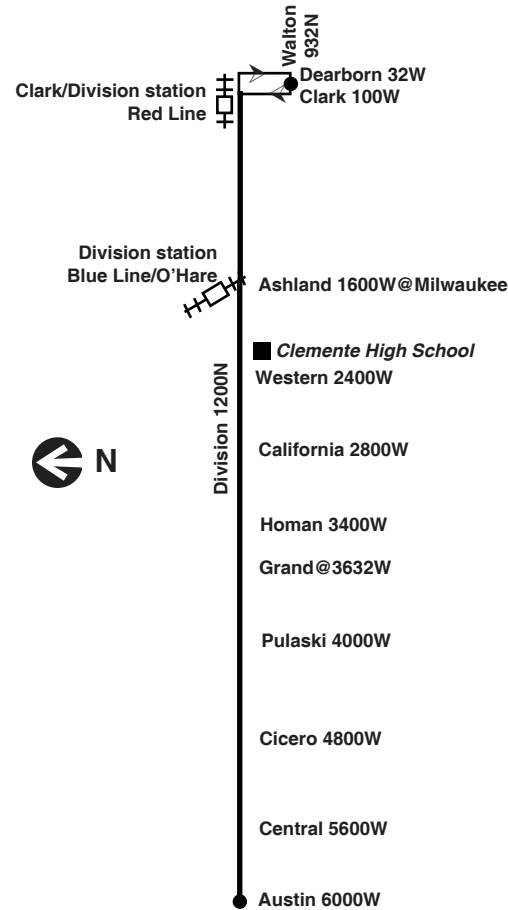 Walton
932N
Dearborn 32W
Clark 100W
Clark/Division station
Red Line
Division station
Blue Line/O'Hare
Ashland 1600W@Milwaukee
Clemente High School
Western 2400W
Division 1200N
California 2800W
N
Homan 3400W
Grand@3632W
Pulaski 4000W
Cicero 4800W
Central 5600W
Austin 6000W